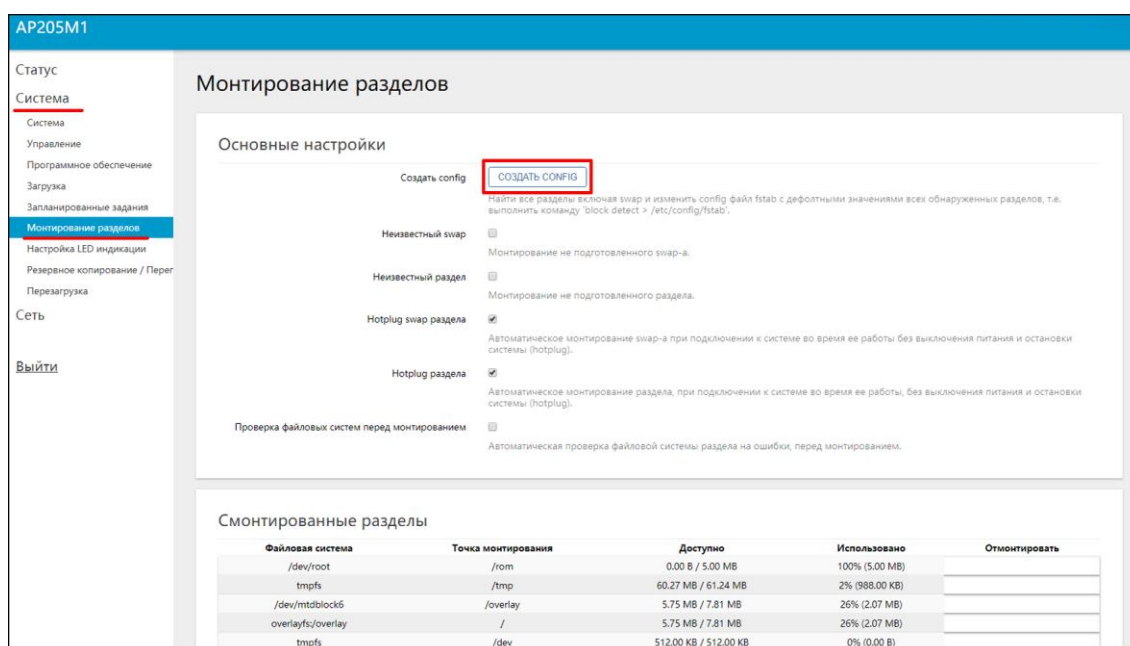 AP205M1
Статус
Система
Система
Управление
Программное обеспечение
Загрузка
Запланированные задания
Монтирование разделов
Настройка LED индикации
Резервное копирование / Перег
Перезагрузка
Сеть
Выйти
Монтирование разделов
Основные настройки
Создать config СОЗДАТЬ CONFIG
Найти все разделы включая swap и изменить config файл fstab с дефолтными значениями всех обнаруженных разделов, т.е.
выполнить команду 'block detect > /etc/config/fstab'.
Неизвестный swap
Монтирование не подготовленного swap-а.
Неизвестный раздел
Монтирование не подготовленного раздела.
Hotplug swap раздела
Автоматическое монтирование swap-а при подключении к системе во время ее работы без выключения питания и остановки
системы (hotplug).
Hotplug раздела
Автоматическое монтирование раздела, при подключении к системе во время ее работы, без выключения питания и остановки
системы (hotplug).
Проверка файловых систем перед монтированием
Автоматическая проверка файловой системы раздела на ошибки, перед монтированием.
Смонтированные разделы
Файловая система Точка монтирования Доступно Использовано Отмонтировать
/dev/root /rom 0.00 B / 5.00 MB 100% (5.00 MB)
tmpfs /tmp 60.27 MB / 61.24 MB 2% (988.00 KB)
/dev/mtdblock6 /overlay 5.75 MB / 7.81 MB 26% (2.07 MB)
overlayfs:/overlay / 5.75 MB / 7.81 MB 26% (2.07 MB)
tmpfs /dev 512.00 KB / 512.00 KB 0% (0.00 B)